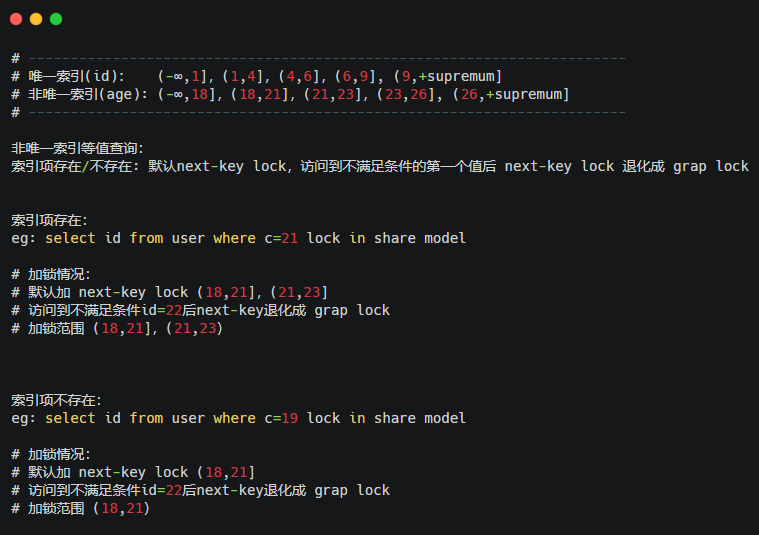 # ----------------------------------------------------------------------
# 唯一索引(id):   (-∞,1], (1,4], (4,6], (6,9], (9,+supremum]
# 非唯一索引(age): (-∞,18], (18,21], (21,23], (23,26], (26,+supremum]
# ----------------------------------------------------------------------
非唯一索引等值查询:
索引项存在/不存在: 默认next-key lock, 访问到不满足条件的第一个值后 next-key lock 退化成 grap lock
索引项存在:
eg: select id from user where c=21 lock in share model
# 加锁情况:
# 默认加 next-key lock (18,21], (21,23]
# 访问到不满足条件id=22后next-key退化成 grap lock
# 加锁范围 (18,21], (21,23)
索引项不存在:
eg: select id from user where c=19 lock in share model
# 加锁情况:
# 默认加 next-key lock (18,21]
# 访问到不满足条件id=22后next-key退化成 grap lock
# 加锁范围 (18,21)